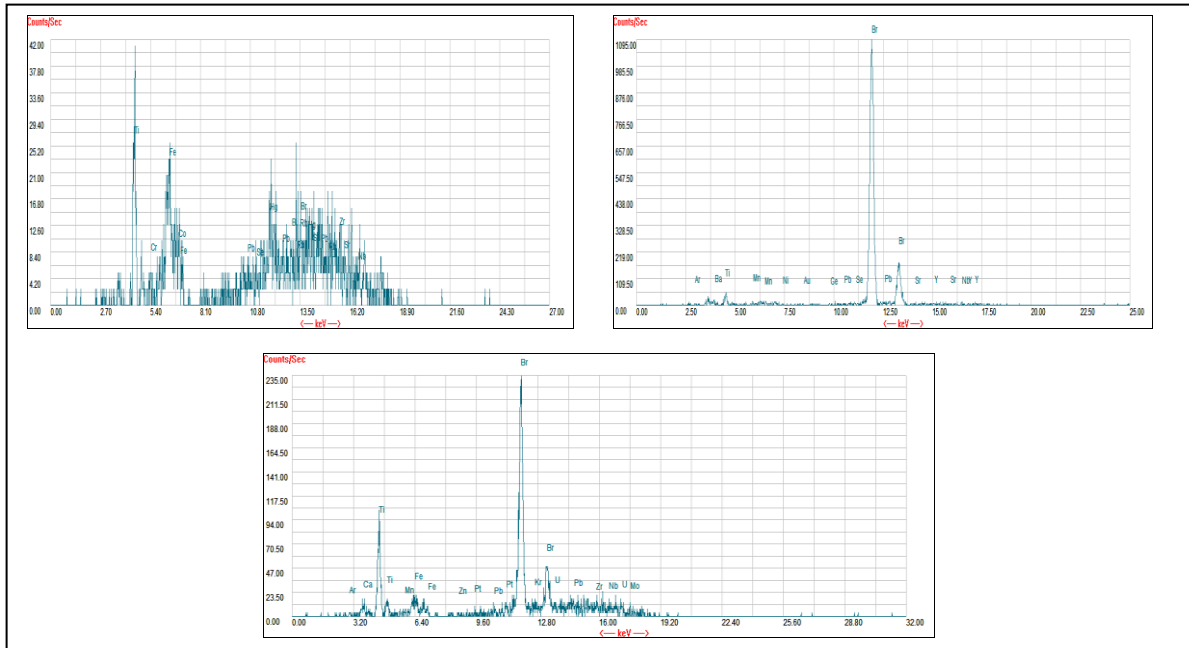 Counts/Sec
42.00
37.80
33.60
29.40
25.20
21.00
16.80
12.60
8.40
4.20
0.00
Ti
Fe
Cr
Co
Fe
Pb
Pb
Br
Zr
0.00 2.70 5.40 8.10 10.80 13.50 16.20 18.90 21.60 24.30 27.00
<--- keV --->
Counts/Sec
1095.00
985.50
876.00
766.50
657.00
547.50
438.00
328.50
219.00
109.50
0.00
Br
Br
Ar Ba Ti Mn Mn Ni Au Ge Pb Se Pb Sr Y Sr Y
0.00 2.50 5.00 7.50 10.00 12.50 15.00 17.50 20.00 22.50 25.00
<--- keV --->
Counts/Sec
235.00
211.50
188.00
164.50
141.00
117.50
94.00
70.50
47.00
23.50
0.00
Br
Ti
Br
Ar Ca Ti Mn Fe Fe Zn Pt Pb Pt Kr U Pb Zr Nb U Mo
0.00 3.20 6.40 9.60 12.80 16.00 19.20 22.40 25.60 28.80 32.00
<--- keV --->